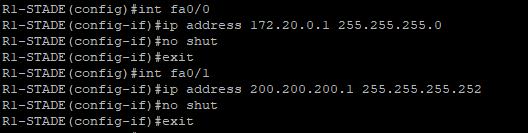 R1-STADE(config)#int fa0/0
R1-STADE(config-if)#ip address 172.20.0.1 255.255.255.0
R1-STADE(config-if)#no shut
R1-STADE(config-if)#exit
R1-STADE(config-if)#int fa0/1
R1-STADE(config-if)#ip address 200.200.200.1 255.255.255.252
R1-STADE(config-if)#no shut
R1-STADE(config-if)#exit